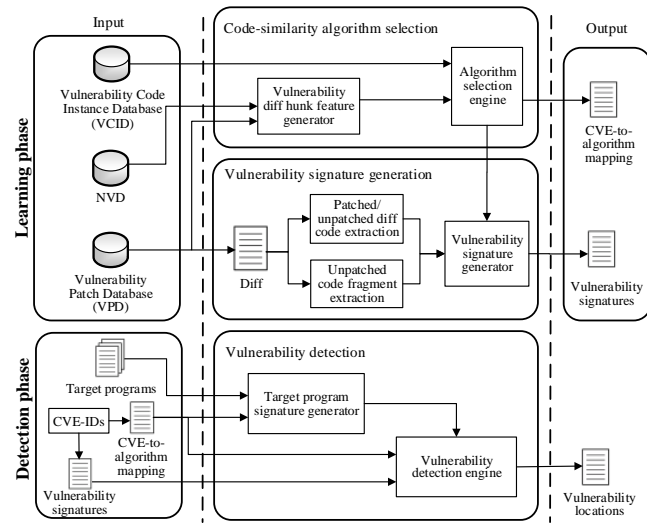 Input
Code-similarity algorithm selection
Output
Learning phase
Vulnerability Code
Instance Database
(VCID)
NVD
Vulnerability
Patch Database
(VPD)
Vulnerability
diff hunk feature
generator
Algorithm
selection
engine
CVE-to-
algorithm
mapping
Vulnerability signature generation
Diff
Patched/
unpatched diff
code extraction
Unpatched
code fragment
extraction
Vulnerability
signature
generator
Vulnerability
signatures
Detection phase
Target programs
CVE-IDs
CVE-to-
algorithm
mapping
Vulnerability
signatures
Vulnerability detection
Target program
signature generator
Vulnerability
detection engine
Vulnerability
locations